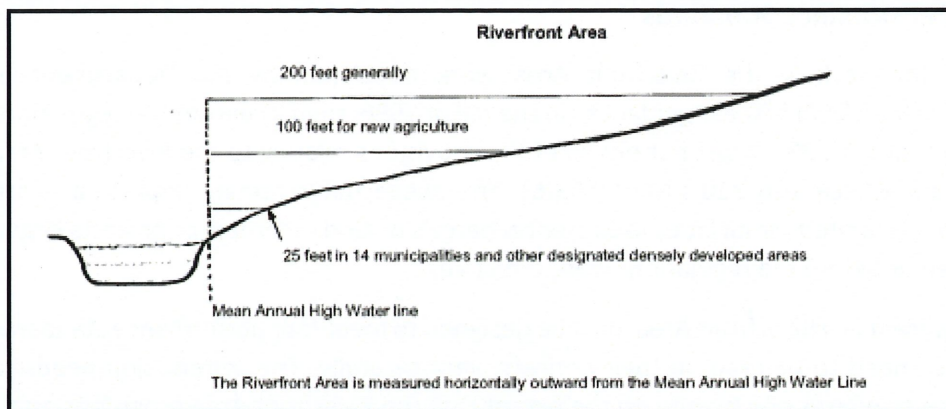 Riverfront Area
200 feet generally
100 feet for new agriculture
25 feet in 14 municipalities and other designated densely developed areas
Mean Annual High Water line
The Riverfront Area is measured horizontally outward from the Mean Annual High Water Line